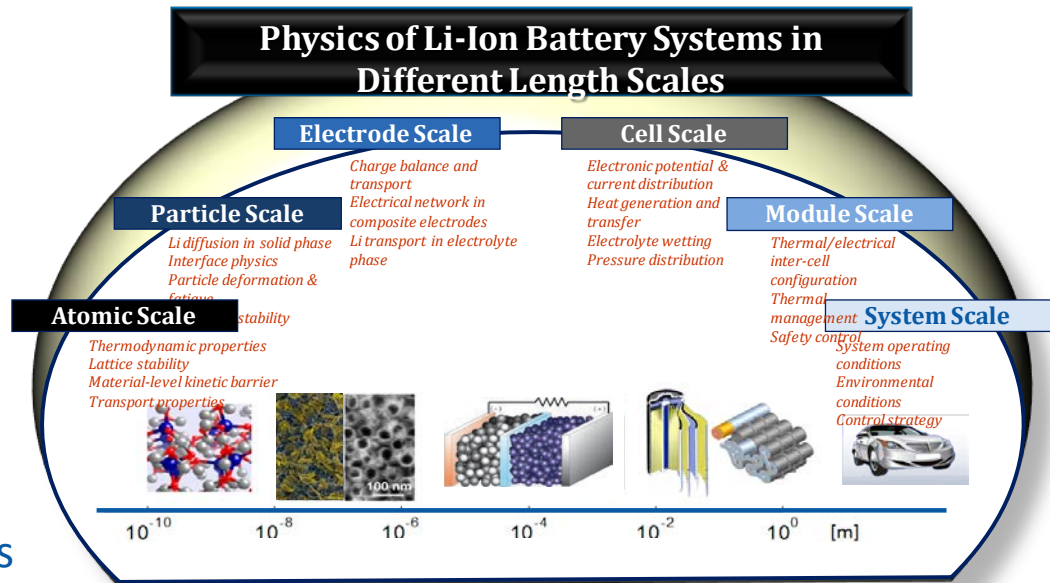 Physics of Li-Ion Battery Systems in
Different Length Scales
Electrode Scale
Charge balance and
transport
Electrical network in
composite electrodes
Li transport in electrolyte
phase
Cell Scale
Electronic potential &
current distribution
Heat generation and
transfer
Electrolyte wetting
Pressure distribution
Particle Scale
Li diffusion in solid phase
Interface physics
Particle deformation &
fatigue
stability
Module Scale
Thermal/electrical
inter-cell
configuration
Thermal
management
Safety control
Atomic Scale
Thermodynamic properties
Lattice stability
Material-level kinetic barrier
Transport properties
System Scale
System operating
conditions
Environmental
conditions
Control strategy
(-) (+)
100 nm
10⁻¹⁰ 10⁻⁸ 10⁻⁶ 10⁻⁴ 10⁻² 10⁰ [m]
s